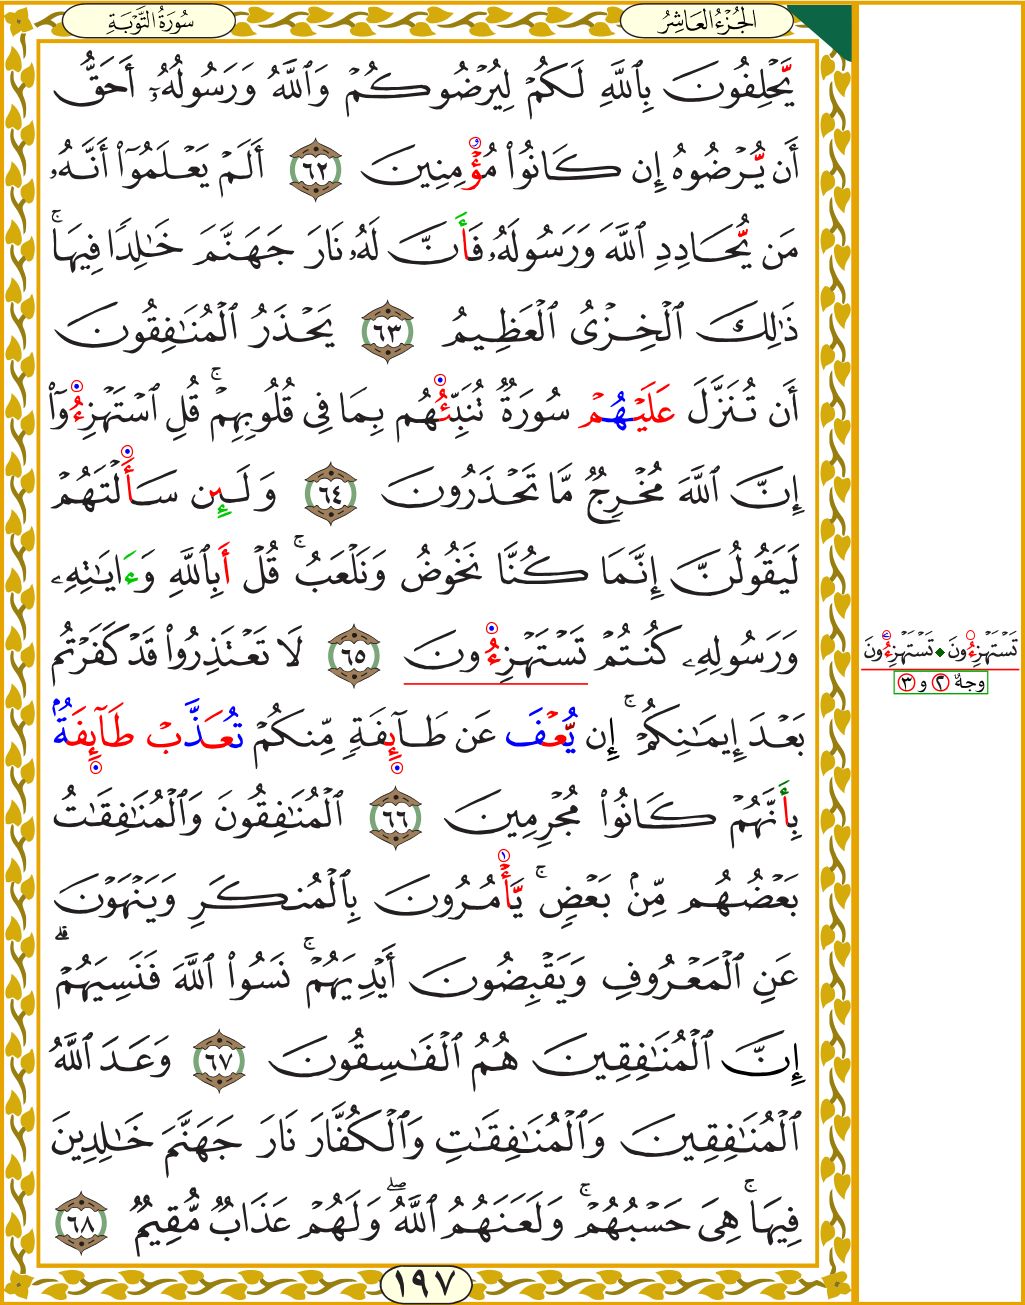 الجُزْءُ العَاشِرُ
سُورَةُ التَّوْبَةِ
يَحْلِفُونَ بِٱللَّهِ لَكُمْ لِيُرْضُوكُمْ وَٱللَّهُ وَرَسُولُهُۥٓ أَحَقُّ
أَن يُّرْضُوهُ إِن كَانُوا۟ مُؤْمِنِينَ ٦٢ أَلَمْ يَعْلَمُوٓا۟ أَنَّهُۥ
مَن يُّحَادِدِ ٱللَّهَ وَرَسُولَهُۥ فَأَنَّ لَهُۥ نَارَ جَهَنَّمَ خَٰلِدًا فِيهَاۚ
ذَٰلِكَ ٱلْخِزْىُ ٱلْعَظِيمُ ٦٣ يَحْذَرُ ٱلْمُنَٰفِقُونَ
أَن تُنَزَّلَ عَلَيْهُمْ سُورَةٌ تُنَبِّئُهُم بِمَا فِى قُلُوبِهِمْۚ قُلِ ٱسْتَهْزِءُوٓا۟
إِنَّ ٱللَّهَ مُخْرِجٌ مَّا تَحْذَرُونَ ٦٤ وَلَئِن سَأَلْتَهُمْ
لَيَقُولُنَّ إِنَّمَا كُنَّا نَخُوضُ وَنَلْعَبُۚ قُلْ أَبِٱللَّهِ وَءَايَٰتِهِۦ
وَرَسُولِهِۦ كُنتُمْ تَسْتَهْزِءُونَ ٦٥ لَا تَعْتَذِرُوا۟ قَدْ كَفَرْتُم
بَعْدَ إِيمَٰنِكُمْۚ إِن يُّعْفَ عَن طَآئِفَةٍ مِّنكُمْ تُعَذَّبْ طَآئِفَةٌۢ
بِأَنَّهُمْ كَانُوا۟ مُجْرِمِينَ ٦٦ ٱلْمُنَٰفِقُونَ وَٱلْمُنَٰفِقَٰتُ
بَعْضُهُم مِّنۢ بَعْضٍۚ يَأْمُرُونَ بِٱلْمُنكَرِ وَيَنْهَوْنَ
عَنِ ٱلْمَعْرُوفِ وَيَقْبِضُونَ أَيْدِيَهُمْۚ نَسُوا۟ ٱللَّهَ فَنَسِيَهُمْۗ
إِنَّ ٱلْمُنَٰفِقِينَ هُمُ ٱلْفَٰسِقُونَ ٦٧ وَعَدَ ٱللَّهُ
ٱلْمُنَٰفِقِينَ وَٱلْمُنَٰفِقَٰتِ وَٱلْكُفَّارَ نَارَ جَهَنَّمَ خَٰلِدِينَ
فِيهَاۚ هِىَ حَسْبُهُمْۚ وَلَعَنَهُمُ ٱللَّهُۖ وَلَهُمْ عَذَابٌ مُّقِيمٌ ٦٨
تَسْتَهْزِءُونَ ◆ تَسْتَهْزِءُونَ
وجهٌ ٢ و ٣
١٩٧